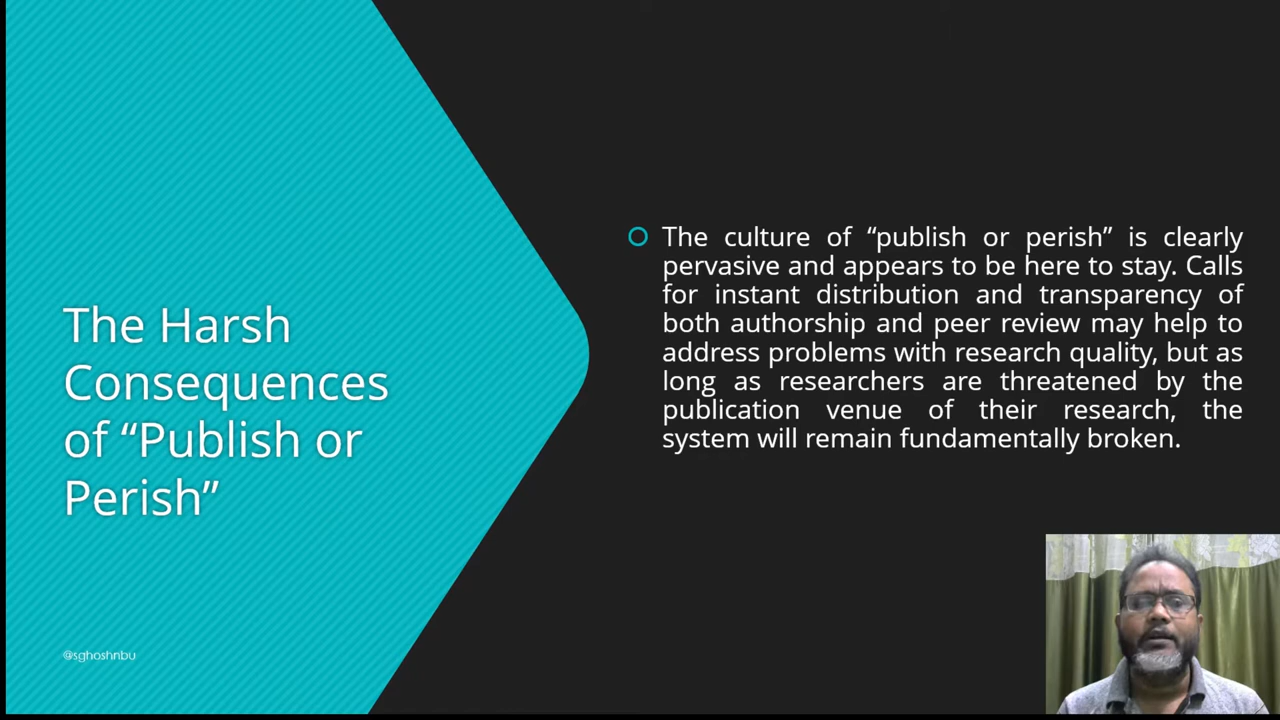 The Harsh
Consequences
of “Publish or
Perish”
The culture of “publish or perish” is clearly
pervasive and appears to be here to stay. Calls
for instant distribution and transparency of
both authorship and peer review may help to
address problems with research quality, but as
long as researchers are threatened by the
publication venue of their research, the
system will remain fundamentally broken.
@sghoshnbu